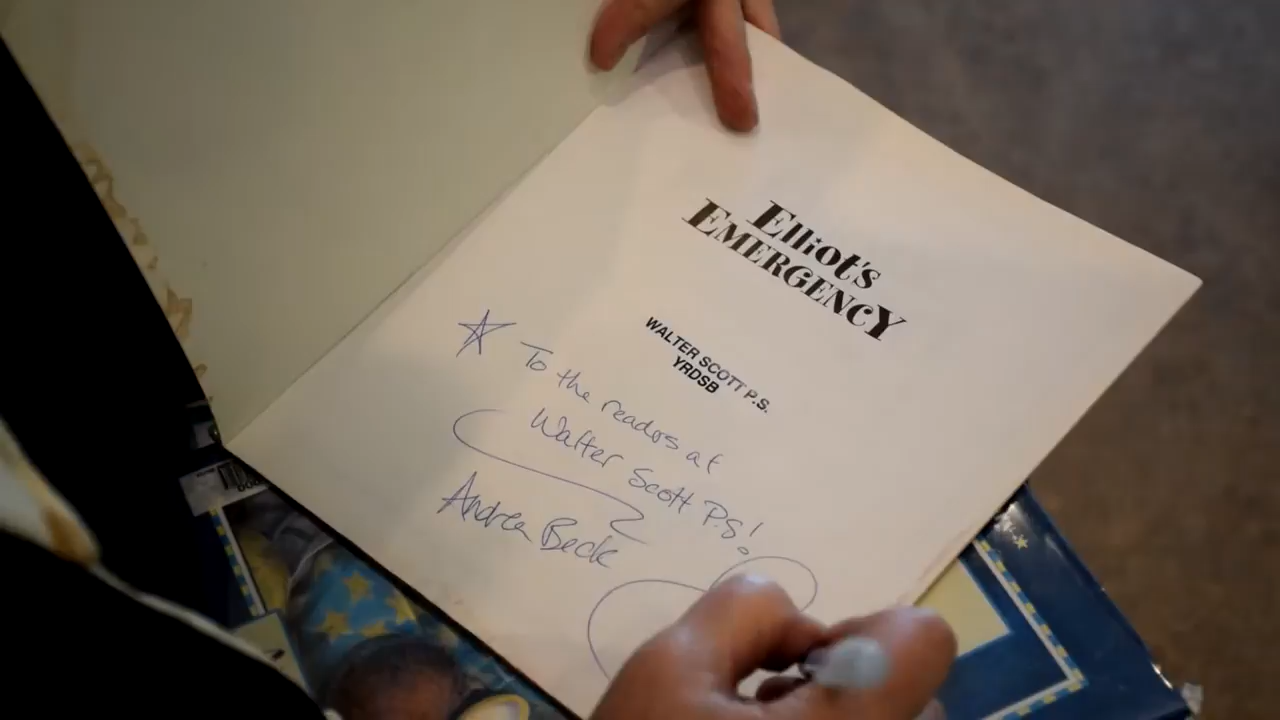 Elliot's
EMERGENCY
WALTER SCOTT P.S.
YRDSB
To the readers at
Walter Scott P.S!
Andrea Beck